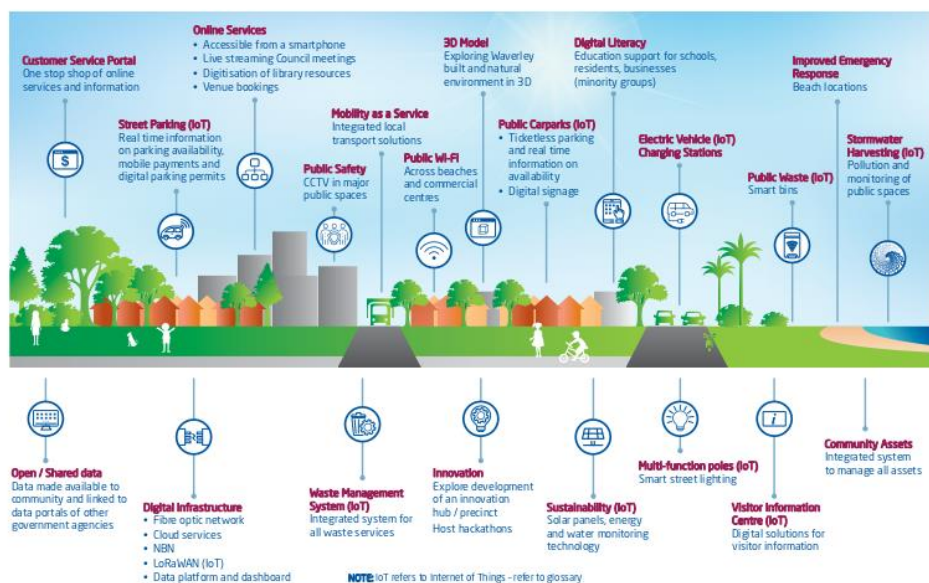 Customer Service Portal
One stop shop of online
services and information
Street Parking (IoT)
Real time information
on parking availability,
mobile payments and
digital parking permits
Online Services
• Accessible from a smartphone
• Live streaming Council meetings
• Digitisation of library resources
• Venue bookings
Public Safety
CCTV in major
public spaces
Mobility as a Service
Integrated local
transport solutions
Public Wi-Fi
Across beaches
and commercial
centres
3D Model
Exploring Waverley
built and natural
environment in 3D
Public Carparks (IoT)
• Ticketless parking
and real time
information on
availability
• Digital signage
Digital Literacy
Education support for schools,
residents, businesses
(minority groups)
Electric Vehicle (IoT)
Charging Stations
Public Waste (IoT)
Smart bins
Improved Emergency
Response
Beach locations
Stormwater
Harvesting (IoT)
Pollution and
monitoring of
public spaces
$
i
Open / Shared data
Data made available to
community and linked to
data portals of other
government agencies
Digital Infrastructure
• Fibre optic network
• Cloud services
• NBN
• LoRaWAN (IoT)
• Data platform and dashboard
Waste Management
System (IoT)
Integrated system for
all waste services
Innovation
Explore development
of an innovation
hub / precinct
Host hackathons
Sustainability (IoT)
Solar panels, energy
and water monitoring
technology
Multi-function poles (IoT)
Smart street lighting
Visitor Information
Centre (IoT)
Digital solutions for
visitor information
Community Assets
Integrated system
to manage all assets
NOTE: IoT refers to Internet of Things - refer to glossary